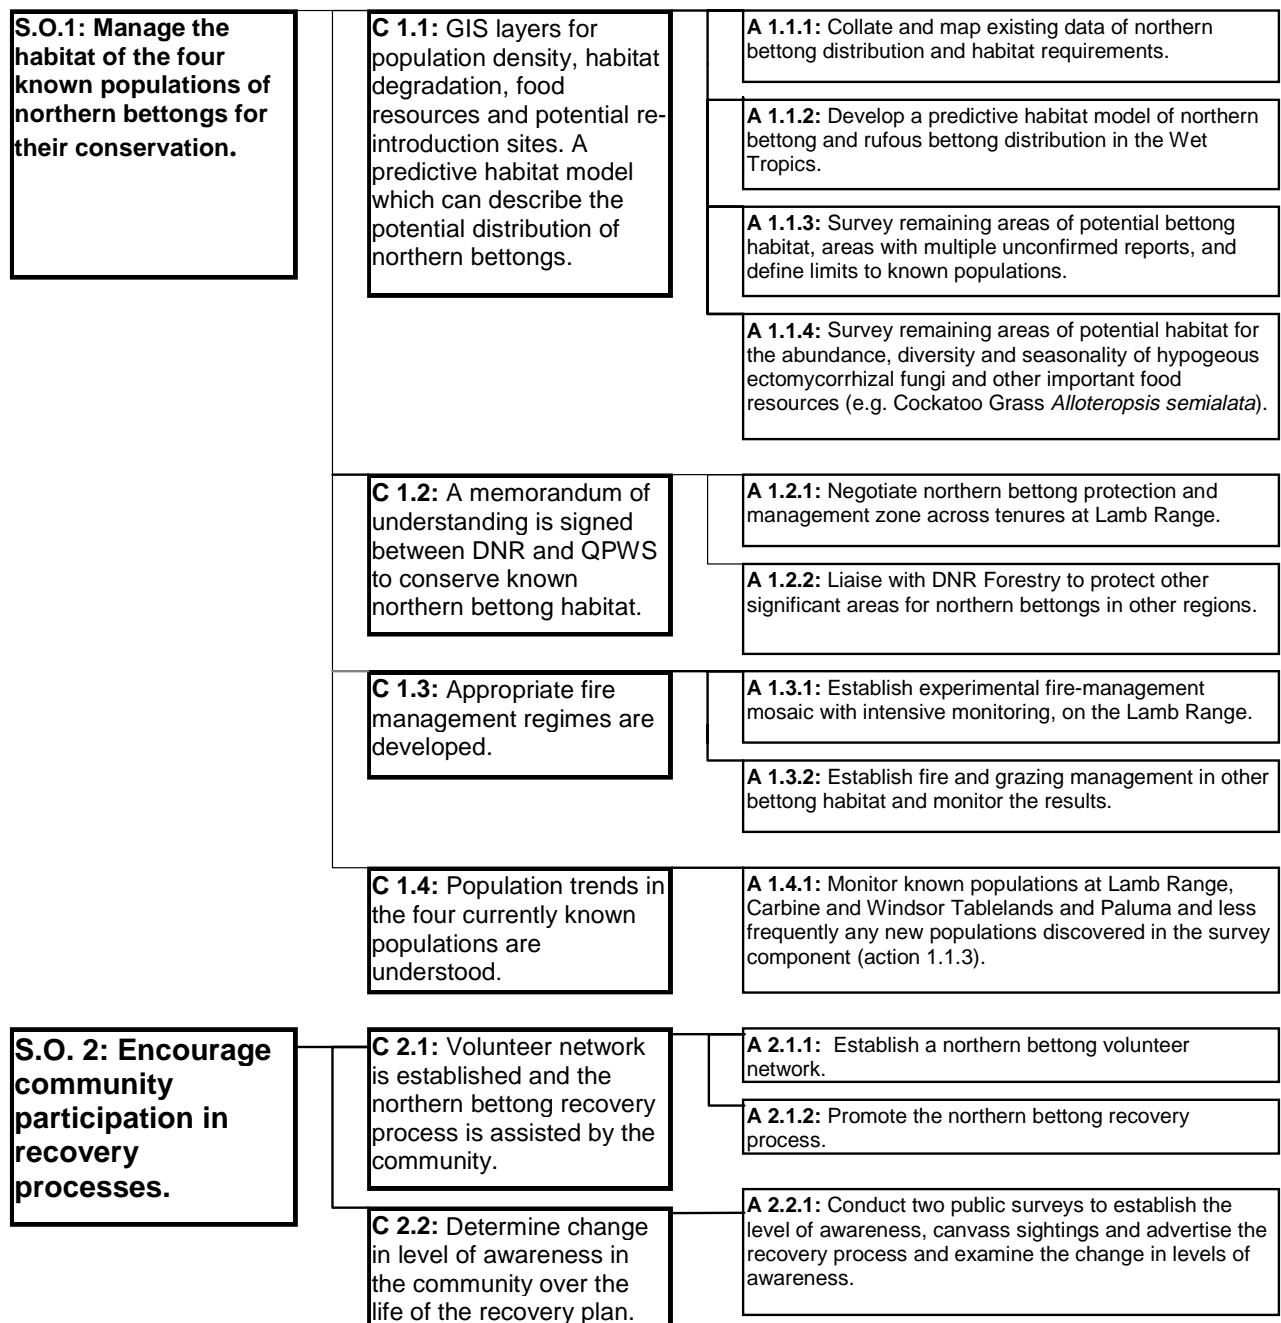 S.O.1: Manage the
habitat of the four
known populations of
northern bettongs for
their conservation.
C 1.1: GIS layers for
population density, habitat
degradation, food
resources and potential re-
introduction sites. A
predictive habitat model
which can describe the
potential distribution of
northern bettongs.
A 1.1.1: Collate and map existing data of northern
bettong distribution and habitat requirements.
A 1.1.2: Develop a predictive habitat model of northern
bettong and rufous bettong distribution in the Wet
Tropics.
A 1.1.3: Survey remaining areas of potential bettong
habitat, areas with multiple unconfirmed reports, and
define limits to known populations.
A 1.1.4: Survey remaining areas of potential habitat for
the abundance, diversity and seasonality of hypogeous
ectomycorrhizal fungi and other important food
resources (e.g. Cockatoo Grass Alloteropsis semialata).
C 1.2: A memorandum of
understanding is signed
between DNR and QPWS
to conserve known
northern bettong habitat.
A 1.2.1: Negotiate northern bettong protection and
management zone across tenures at Lamb Range.
A 1.2.2: Liaise with DNR Forestry to protect other
significant areas for northern bettongs in other regions.
C 1.3: Appropriate fire
management regimes are
developed.
A 1.3.1: Establish experimental fire-management
mosaic with intensive monitoring, on the Lamb Range.
A 1.3.2: Establish fire and grazing management in other
bettong habitat and monitor the results.
C 1.4: Population trends in
the four currently known
populations are
understood.
A 1.4.1: Monitor known populations at Lamb Range,
Carbine and Windsor Tablelands and Paluma and less
frequently any new populations discovered in the survey
component (action 1.1.3).
S.O. 2: Encourage
community
participation in
recovery
processes.
C 2.1: Volunteer network
is established and the
northern bettong recovery
process is assisted by the
community.
A 2.1.1: Establish a northern bettong volunteer
network.
A 2.1.2: Promote the northern bettong recovery
process.
C 2.2: Determine change
in level of awareness in
the community over the
life of the recovery plan.
A 2.2.1: Conduct two public surveys to establish the
level of awareness, canvass sightings and advertise the
recovery process and examine the change in levels of
awareness.